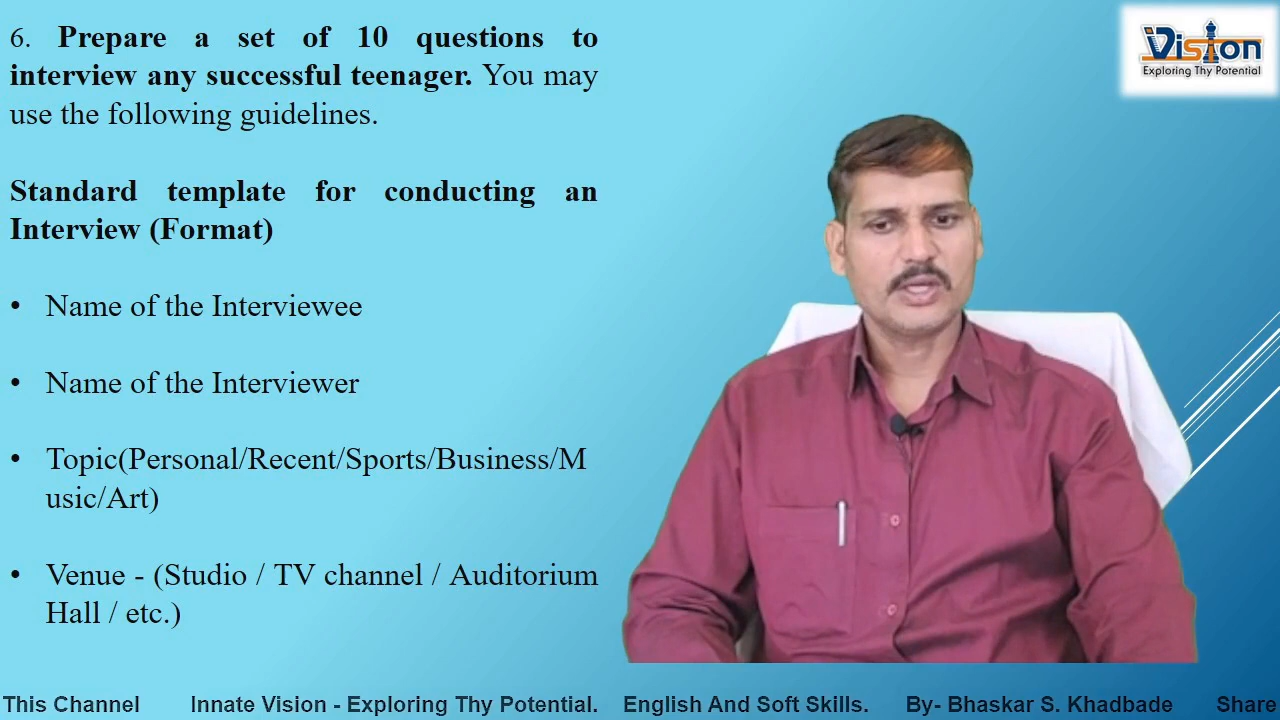 6. Prepare a set of 10 questions to
interview any successful teenager. You may
use the following guidelines.
Standard template for conducting an
Interview (Format)
• Name of the Interviewee
• Name of the Interviewer
• Topic(Personal/Recent/Sports/Business/M
usic/Art)
• Venue - (Studio / TV channel / Auditorium
Hall / etc.)
Vision
Exploring Thy Potential
This Channel Innate Vision - Exploring Thy Potential. English And Soft Skills. By- Bhaskar S. Khadbade Share